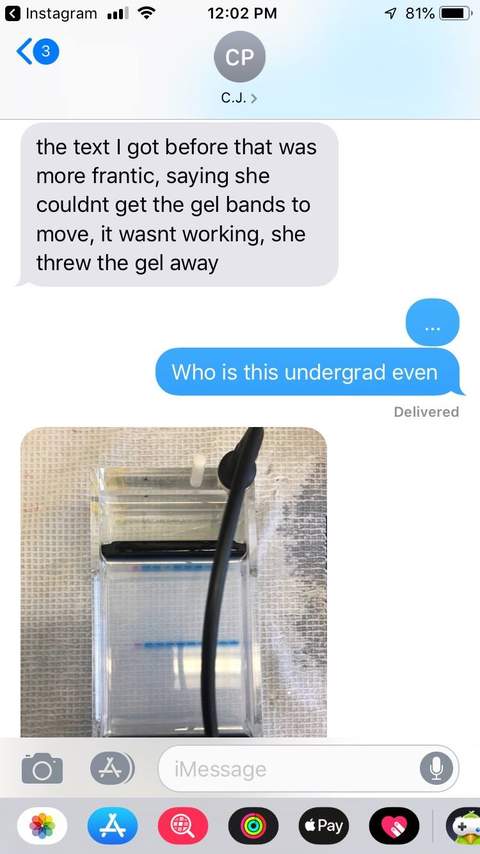 Instagram 12:02 PM 81%
3
CP
C.J.
the text I got before that was
more frantic, saying she
couldnt get the gel bands to
move, it wasnt working, she
threw the gel away
...
Who is this undergrad even
Delivered
iMessage
Pay